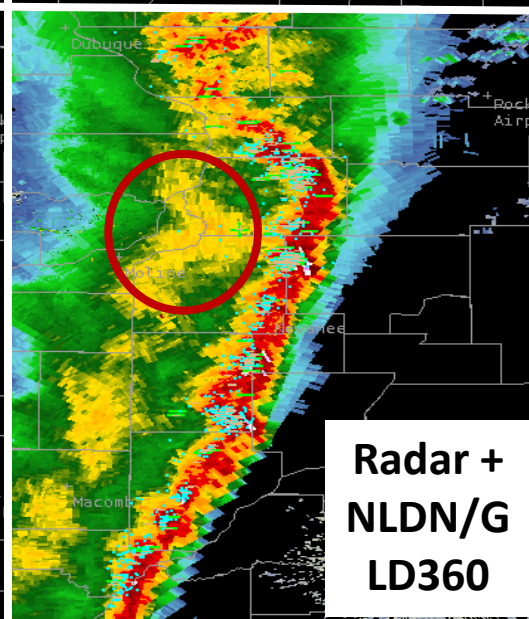 Dubuque
Rock
Airp
Moline
Kewanee
Macomb
Radar +
NLDN/G
LD360